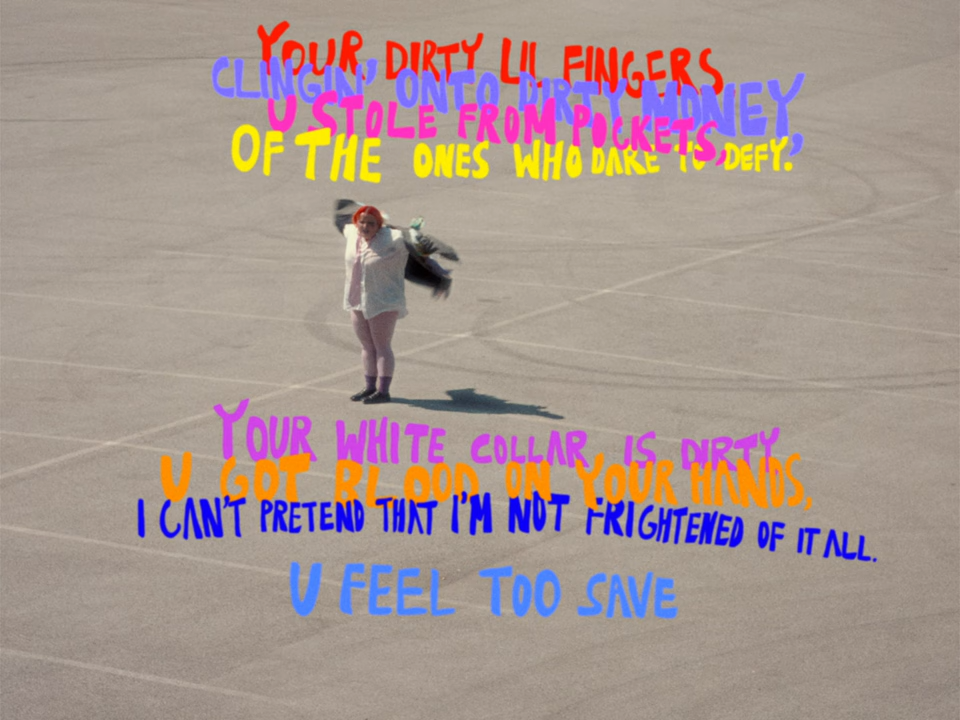 YOUR DIRTY LIL FINGERS
CLINGIN' ONTO DIRTY MONEY,
U STOLE FROM POCKETS,
OF THE ONES WHO DARE TO DEFY.
YOUR WHITE COLLAR IS DIRTY
U GOT BLOOD ON YOUR HANDS,
I CAN'T PRETEND THAT I'M NOT FRIGHTENED OF IT ALL.
U FEEL TOO SAVE